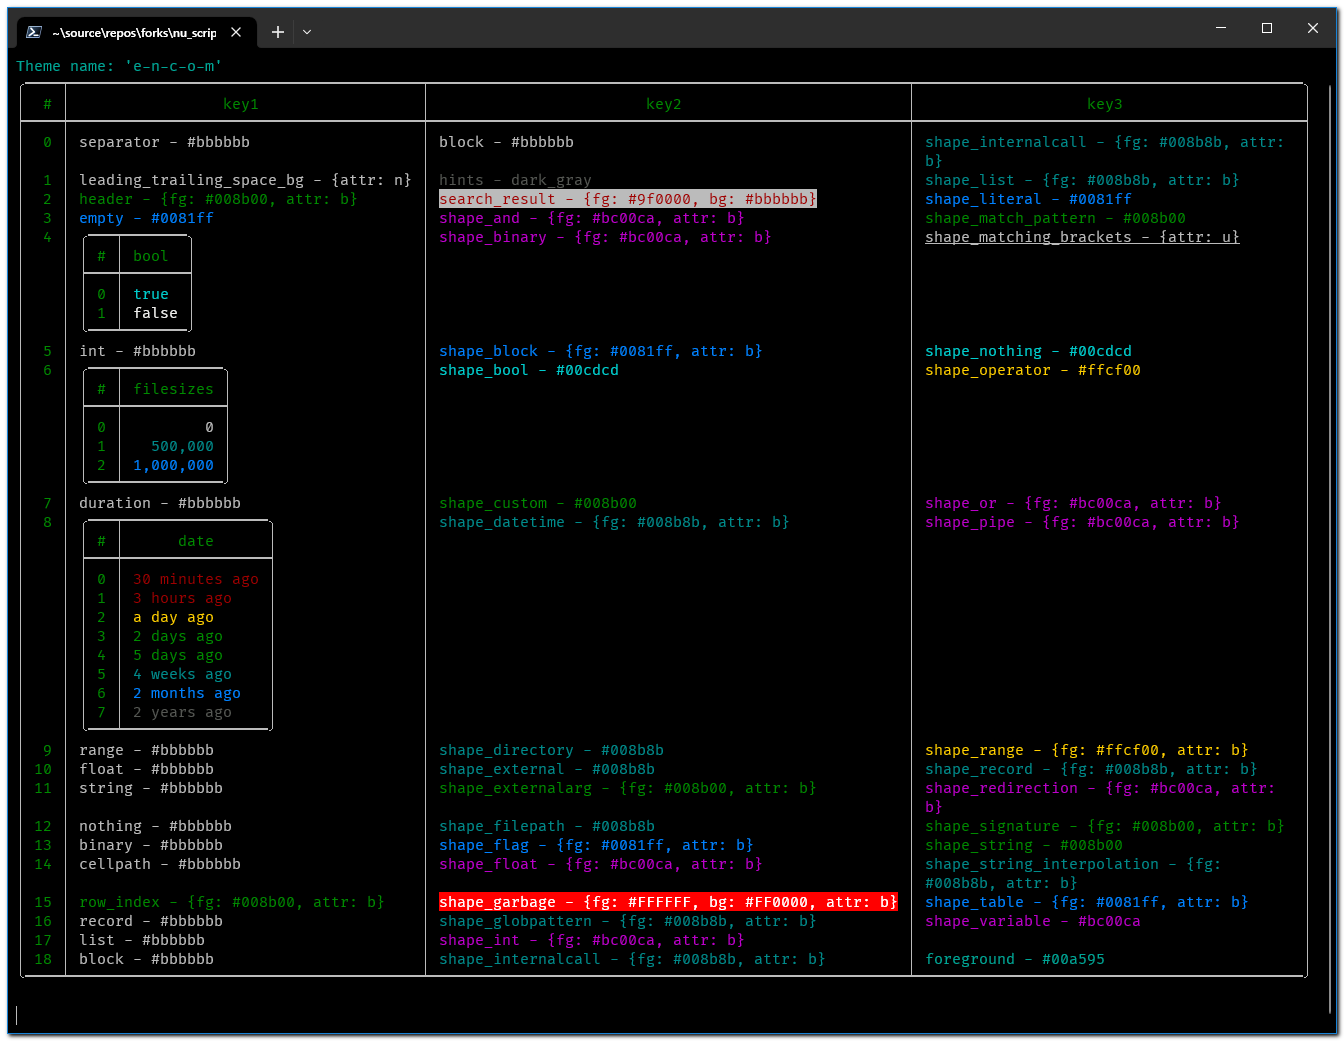 ~\source\repos\forks\nu_scrip
Theme name: 'e-n-c-o-m'
# key1 key2 key3
0 separator - #bbbbbb block - #bbbbbb shape_internalcall - {fg: #008b8b, attr:
b}
1 leading_trailing_space_bg - {attr: n} hints - dark_gray shape_list - {fg: #008b8b, attr: b}
2 header - {fg: #008b00, attr: b} search_result - {fg: #9f0000, bg: #bbbbbb} shape_literal - #0081ff
3 empty - #0081ff shape_and - {fg: #bc00ca, attr: b} shape_match_pattern - #008b00
4 shape_binary - {fg: #bc00ca, attr: b} shape_matching_brackets - {attr: u}
# bool
0 true
1 false
5 int - #bbbbbb shape_block - {fg: #0081ff, attr: b} shape_nothing - #00cdcd
6 shape_bool - #00cdcd shape_operator - #ffcf00
# filesizes
0 0
1 500,000
2 1,000,000
7 duration - #bbbbbb shape_custom - #008b00 shape_or - {fg: #bc00ca, attr: b}
8 shape_datetime - {fg: #008b8b, attr: b} shape_pipe - {fg: #bc00ca, attr: b}
# date
0 30 minutes ago
1 3 hours ago
2 a day ago
3 2 days ago
4 5 days ago
5 4 weeks ago
6 2 months ago
7 2 years ago
9 range - #bbbbbb shape_directory - #008b8b shape_range - {fg: #ffcf00, attr: b}
10 float - #bbbbbb shape_external - #008b8b shape_record - {fg: #008b8b, attr: b}
11 string - #bbbbbb shape_externalarg - {fg: #008b00, attr: b} shape_redirection - {fg: #bc00ca, attr:
b}
12 nothing - #bbbbbb shape_filepath - #008b8b shape_signature - {fg: #008b00, attr: b}
13 binary - #bbbbbb shape_flag - {fg: #0081ff, attr: b} shape_string - #008b00
14 cellpath - #bbbbbb shape_float - {fg: #bc00ca, attr: b} shape_string_interpolation - {fg:
#008b8b, attr: b}
15 row_index - {fg: #008b00, attr: b} shape_garbage - {fg: #FFFFFF, bg: #FF0000, attr: b} shape_table - {fg: #0081ff, attr: b}
16 record - #bbbbbb shape_globpattern - {fg: #008b8b, attr: b} shape_variable - #bc00ca
17 list - #bbbbbb shape_int - {fg: #bc00ca, attr: b}
18 block - #bbbbbb shape_internalcall - {fg: #008b8b, attr: b} foreground - #00a595